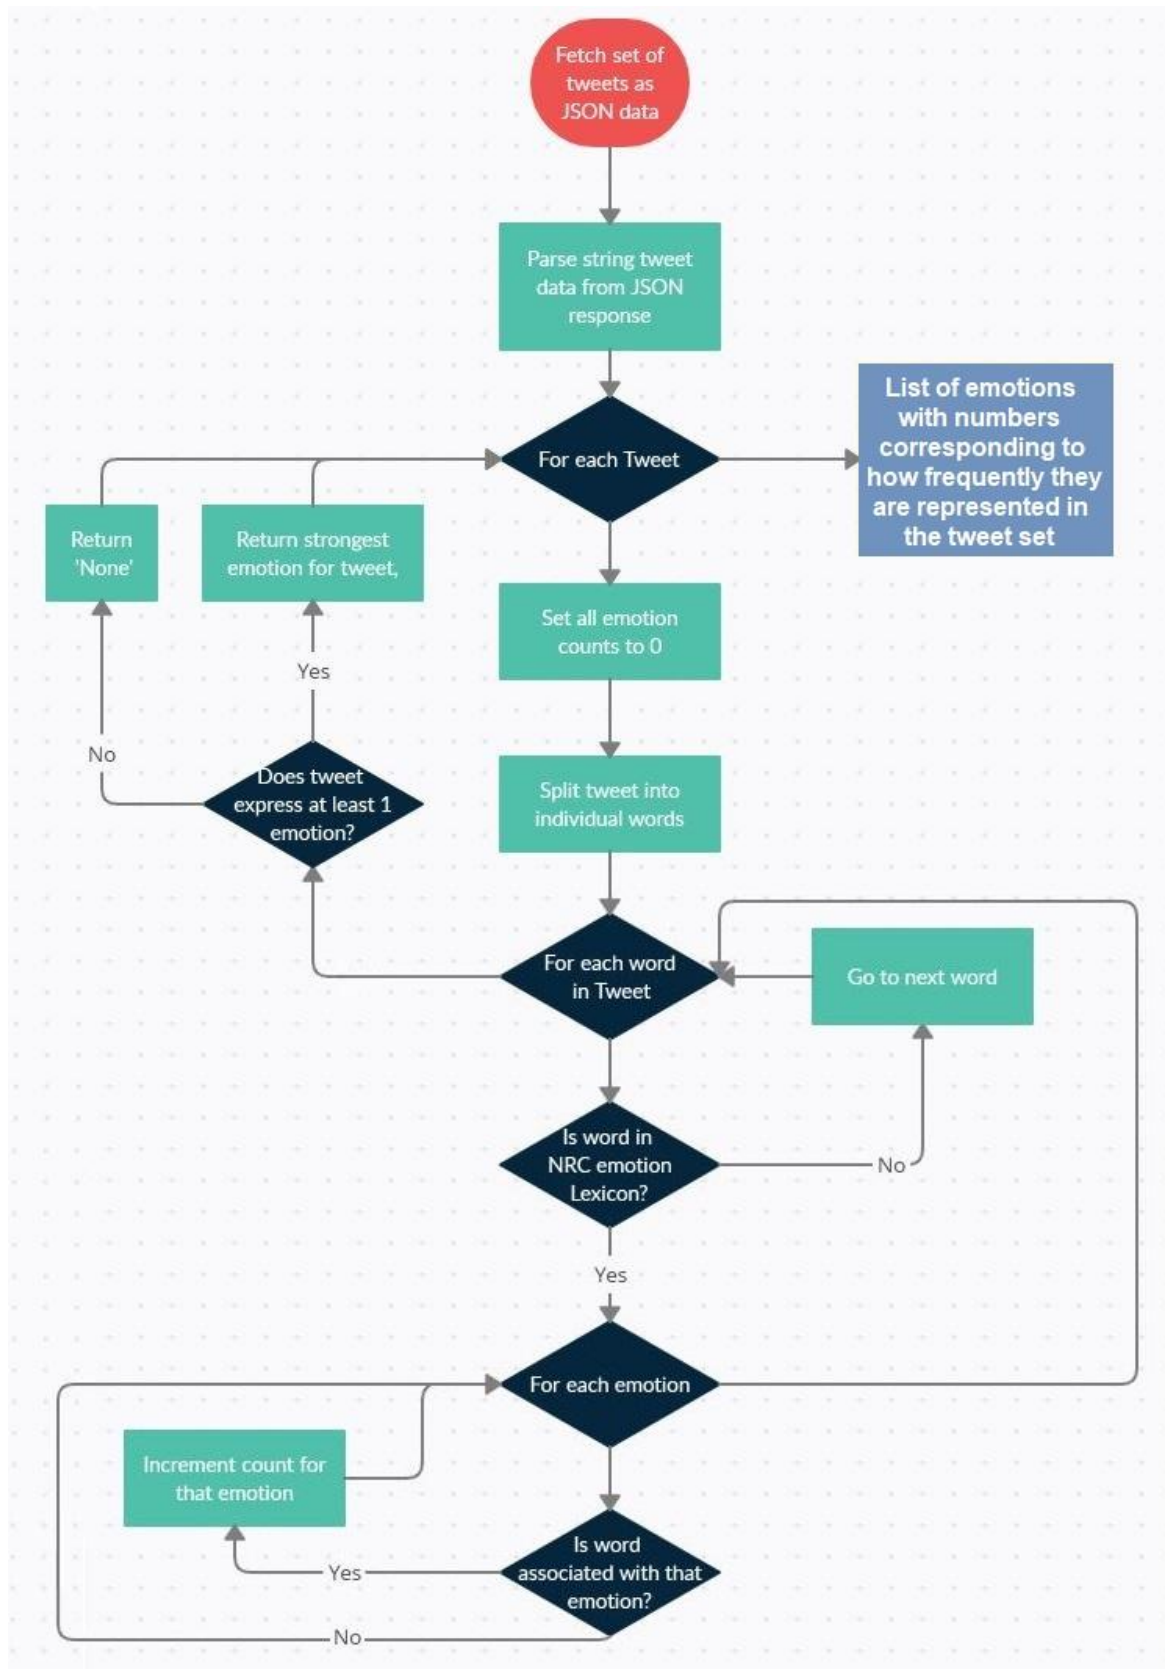 Fetch set of
tweets as
JSON data
Parse string tweet
data from JSON
response
For each Tweet
List of emotions
with numbers
corresponding to
how frequently they
are represented in
the tweet set
Return
'None'
Return strongest
emotion for tweet,
Set all emotion
counts to 0
Yes
No
Does tweet
express at least 1
emotion?
Split tweet into
individual words
For each word
in Tweet
Go to next word
Is word in
NRC emotion
Lexicon?
No
Yes
For each emotion
Increment count for
that emotion
Is word
associated with that
emotion?
Yes
No